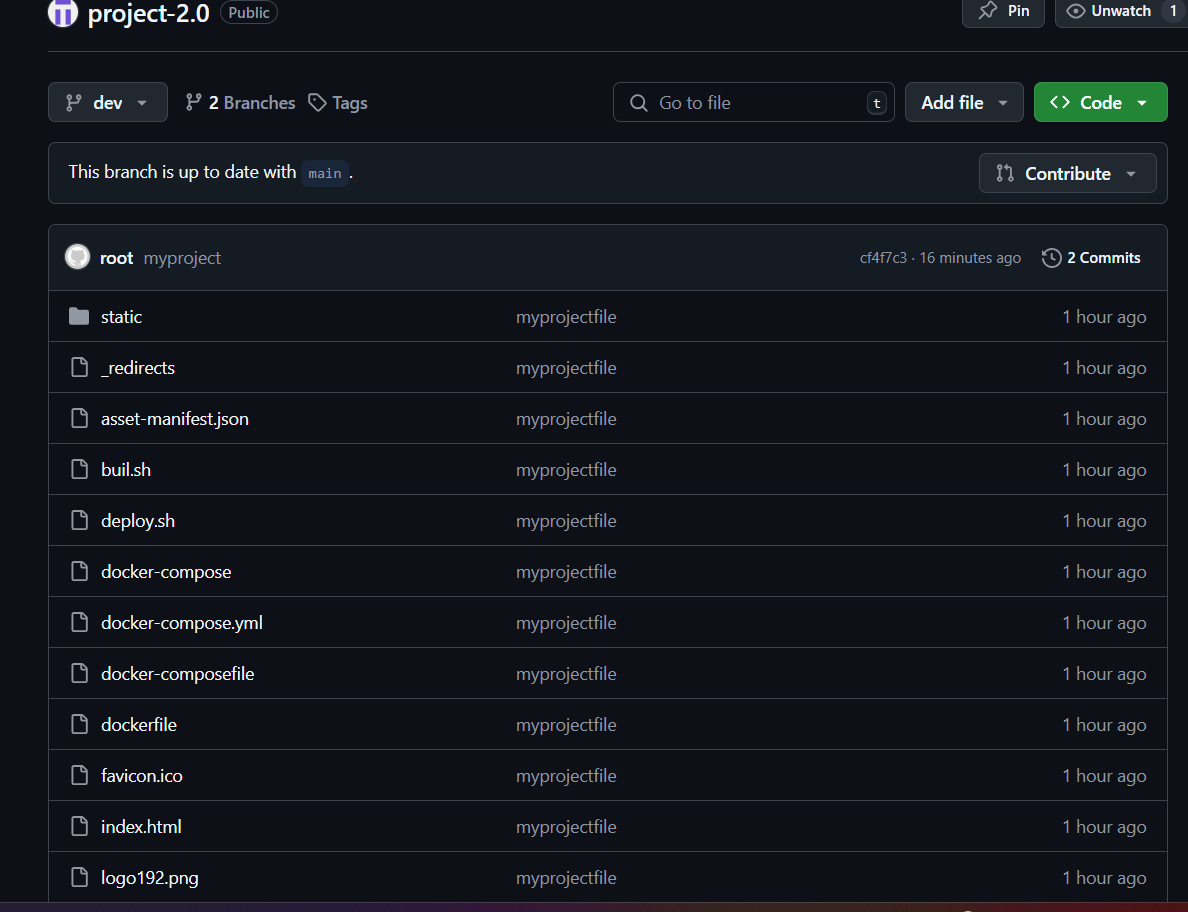 project-2.0 Public Pin Unwatch 1
dev 2 Branches Tags Go to file t Add file <> Code
This branch is up to date with main . Contribute
root myproject cf4f7c3 · 16 minutes ago 2 Commits
static myprojectfile 1 hour ago
_redirects myprojectfile 1 hour ago
asset-manifest.json myprojectfile 1 hour ago
buil.sh myprojectfile 1 hour ago
deploy.sh myprojectfile 1 hour ago
docker-compose myprojectfile 1 hour ago
docker-compose.yml myprojectfile 1 hour ago
docker-composefile myprojectfile 1 hour ago
dockerfile myprojectfile 1 hour ago
favicon.ico myprojectfile 1 hour ago
index.html myprojectfile 1 hour ago
logo192.png myprojectfile 1 hour ago